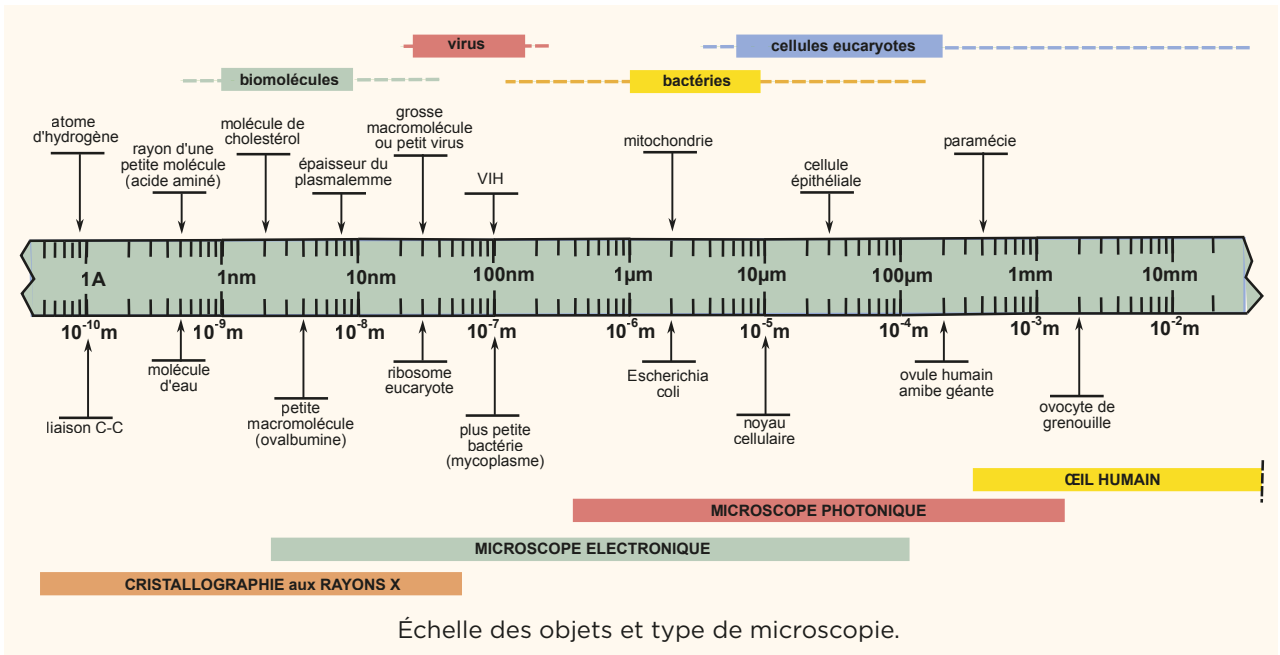 virus
cellules eucaryotes
biomolécules
bactéries
atome
d'hydrogène
rayon d'une
petite molécule
(acide aminé)
molécule de
cholestérol
épaisseur du
plasmalemme
grosse
macromolécule
ou petit virus
VIH
mitochondrie
cellule
épithéliale
paramécie
1A
1nm
10nm
100nm
1µm
10µm
100µm
1mm
10mm
10⁻¹⁰m
10⁻⁹m
10⁻⁸m
10⁻⁷m
10⁻⁶m
10⁻⁵m
10⁻⁴m
10⁻³m
10⁻²m
liaison C-C
molécule
d'eau
petite
macromolécule
(ovalbumine)
ribosome
eucaryote
plus petite
bactérie
(mycoplasme)
Escherichia
coli
noyau
cellulaire
ovule humain
amibe géante
ovocyte de
grenouille
ŒIL HUMAIN
MICROSCOPE PHOTONIQUE
MICROSCOPE ELECTRONIQUE
CRISTALLOGRAPHIE aux RAYONS X
Échelle des objets et type de microscopie.